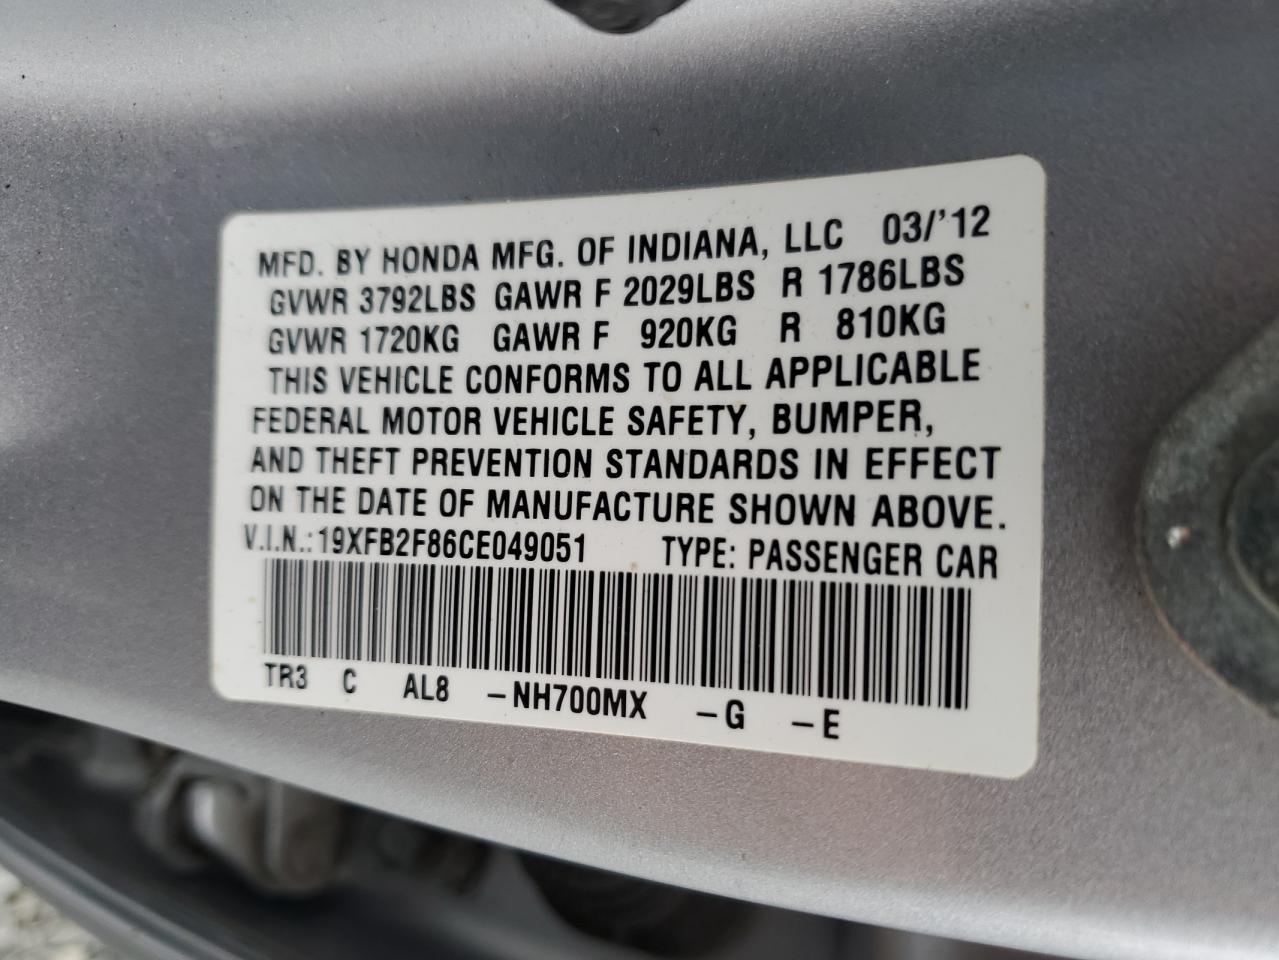 MFD. BY HONDA MFG. OF INDIANA, LLC 03/'12
GVWR 3792LBS GAWR F 2029LBS R 1786LBS
GVWR 1720KG GAWR F 920KG R 810KG
THIS VEHICLE CONFORMS TO ALL APPLICABLE
FEDERAL MOTOR VEHICLE SAFETY, BUMPER,
AND THEFT PREVENTION STANDARDS IN EFFECT
ON THE DATE OF MANUFACTURE SHOWN ABOVE.
V.I.N.: 19XFB2F86CE049051 TYPE: PASSENGER CAR
TR3 C AL8 -NH700MX -G -E